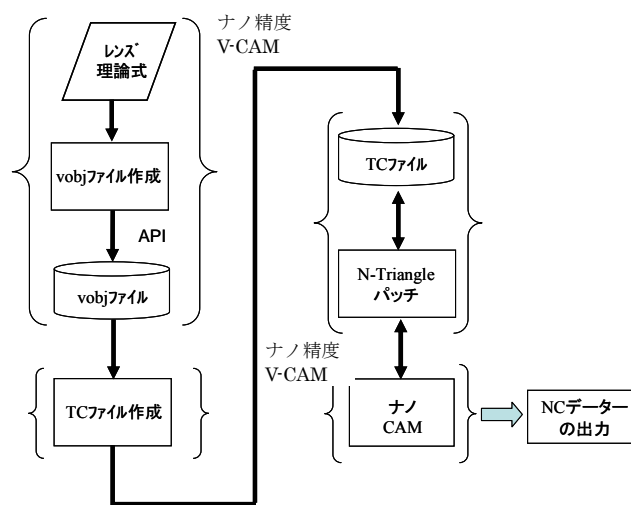 レンズ
理論式
ナノ精度
V-CAM
vobjファイル作成
API
vobjファイル
TCファイル作成
TCファイル
N-Triangle
パッチ
ナノ精度
V-CAM
ナノ
CAM
NCデーター
の出力